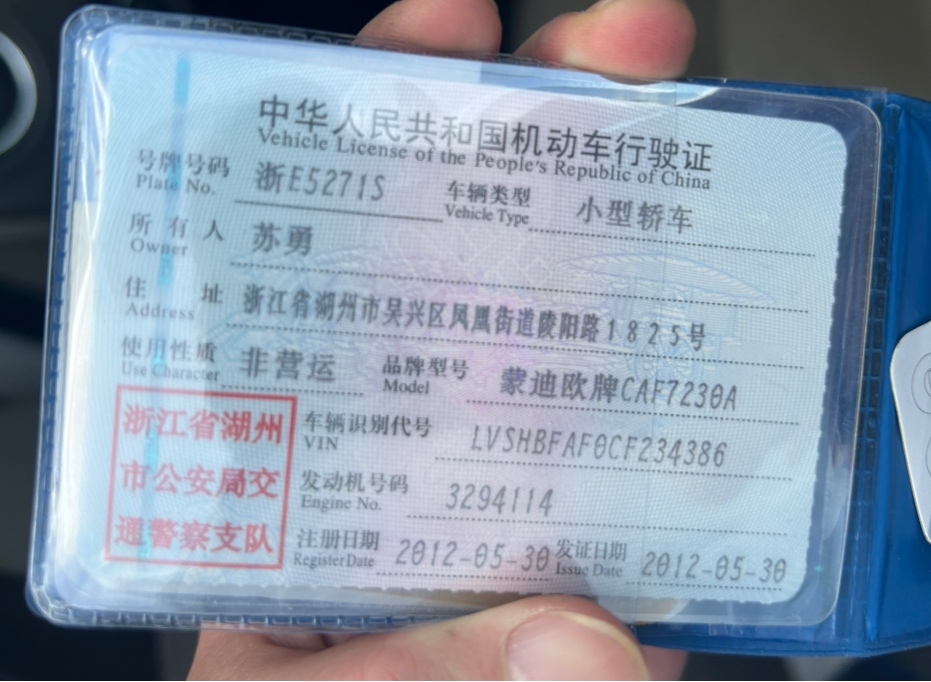 中华人民共和国机动车行驶证
Vehicle License of the People's Republic of China
号牌号码 浙E5271S 车辆类型 小型轿车
Plate No. Vehicle Type
所有人 苏勇
Owner
住址 浙江省湖州市吴兴区凤凰街道陵阳路1825号
Address
使用性质 非营运 品牌型号 蒙迪欧牌CAF7230A
Use Character Model
浙江省湖州
市公安局交
通警察支队
车辆识别代号 LVSHBFAF0CF234386
VIN
发动机号码 3294114
Engine No.
注册日期 2012-05-30 发证日期 2012-05-30
Register Date Issue Date